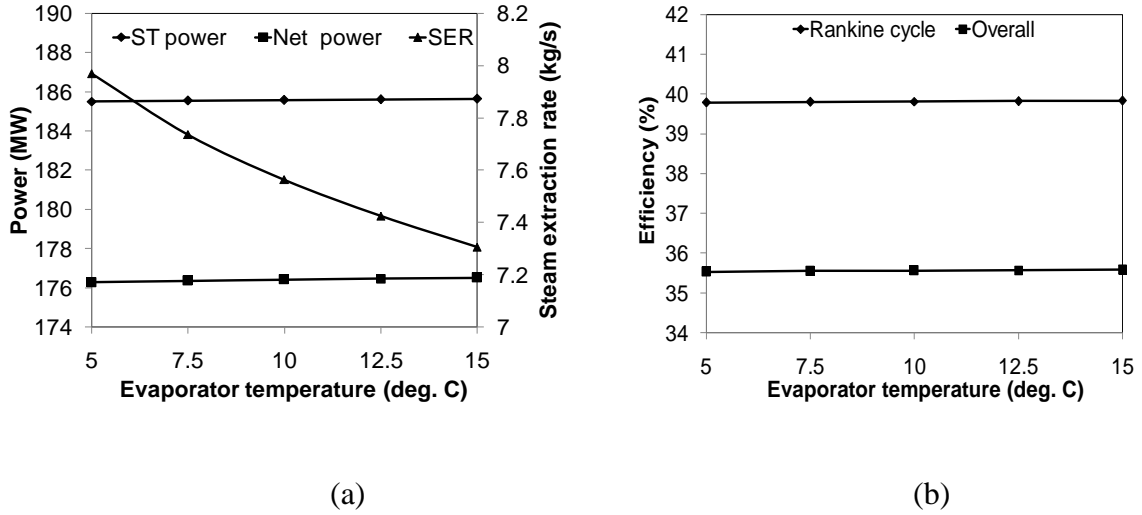 190
188
186
184
182
180
178
176
174
Power (MW)
ST power Net power SER
8.2
8
7.8
7.6
7.4
7.2
7
Steam extraction rate (kg/s)
5 7.5 10 12.5 15
Evaporator temperature (deg. C)
(a)
42
41
40
39
38
37
36
35
34
Efficiency (%)
Rankine cycle Overall
5 7.5 10 12.5 15
Evaporator temperature (deg. C)
(b)